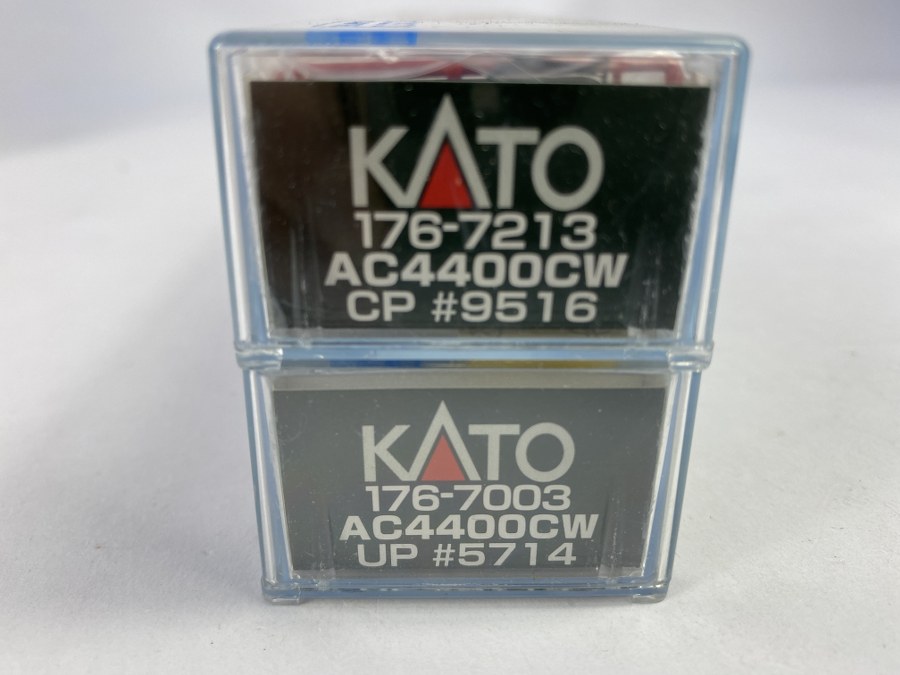 KATO
176-7213
AC4400CW
CP #9516
KATO
176-7003
AC4400CW
UP #5714